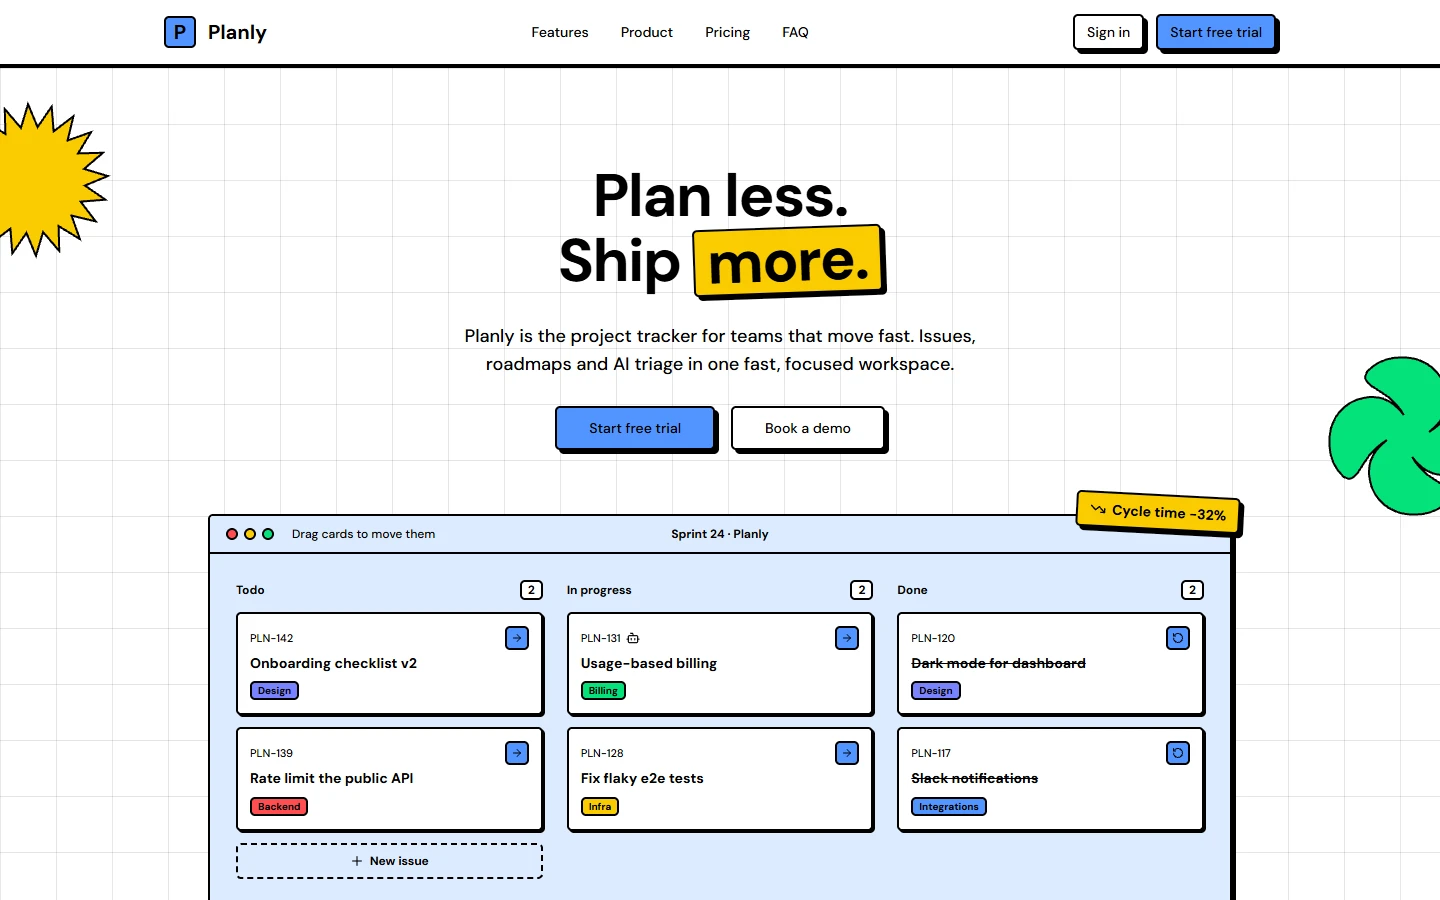 P Planly
Features Product Pricing FAQ
Sign in
Start free trial
Plan less.
Ship more.
Planly is the project tracker for teams that move fast. Issues,
roadmaps and AI triage in one fast, focused workspace.
Start free trial
Book a demo
Cycle time -32%
Drag cards to move them
Sprint 24 · Planly
Todo 2
PLN-142
Onboarding checklist v2
Design
PLN-139
Rate limit the public API
Backend
+ New issue
In progress 2
PLN-131
Usage-based billing
Billing
PLN-128
Fix flaky e2e tests
Infra
Done 2
PLN-120
Dark mode for dashboard
Design
PLN-117
Slack notifications
Integrations